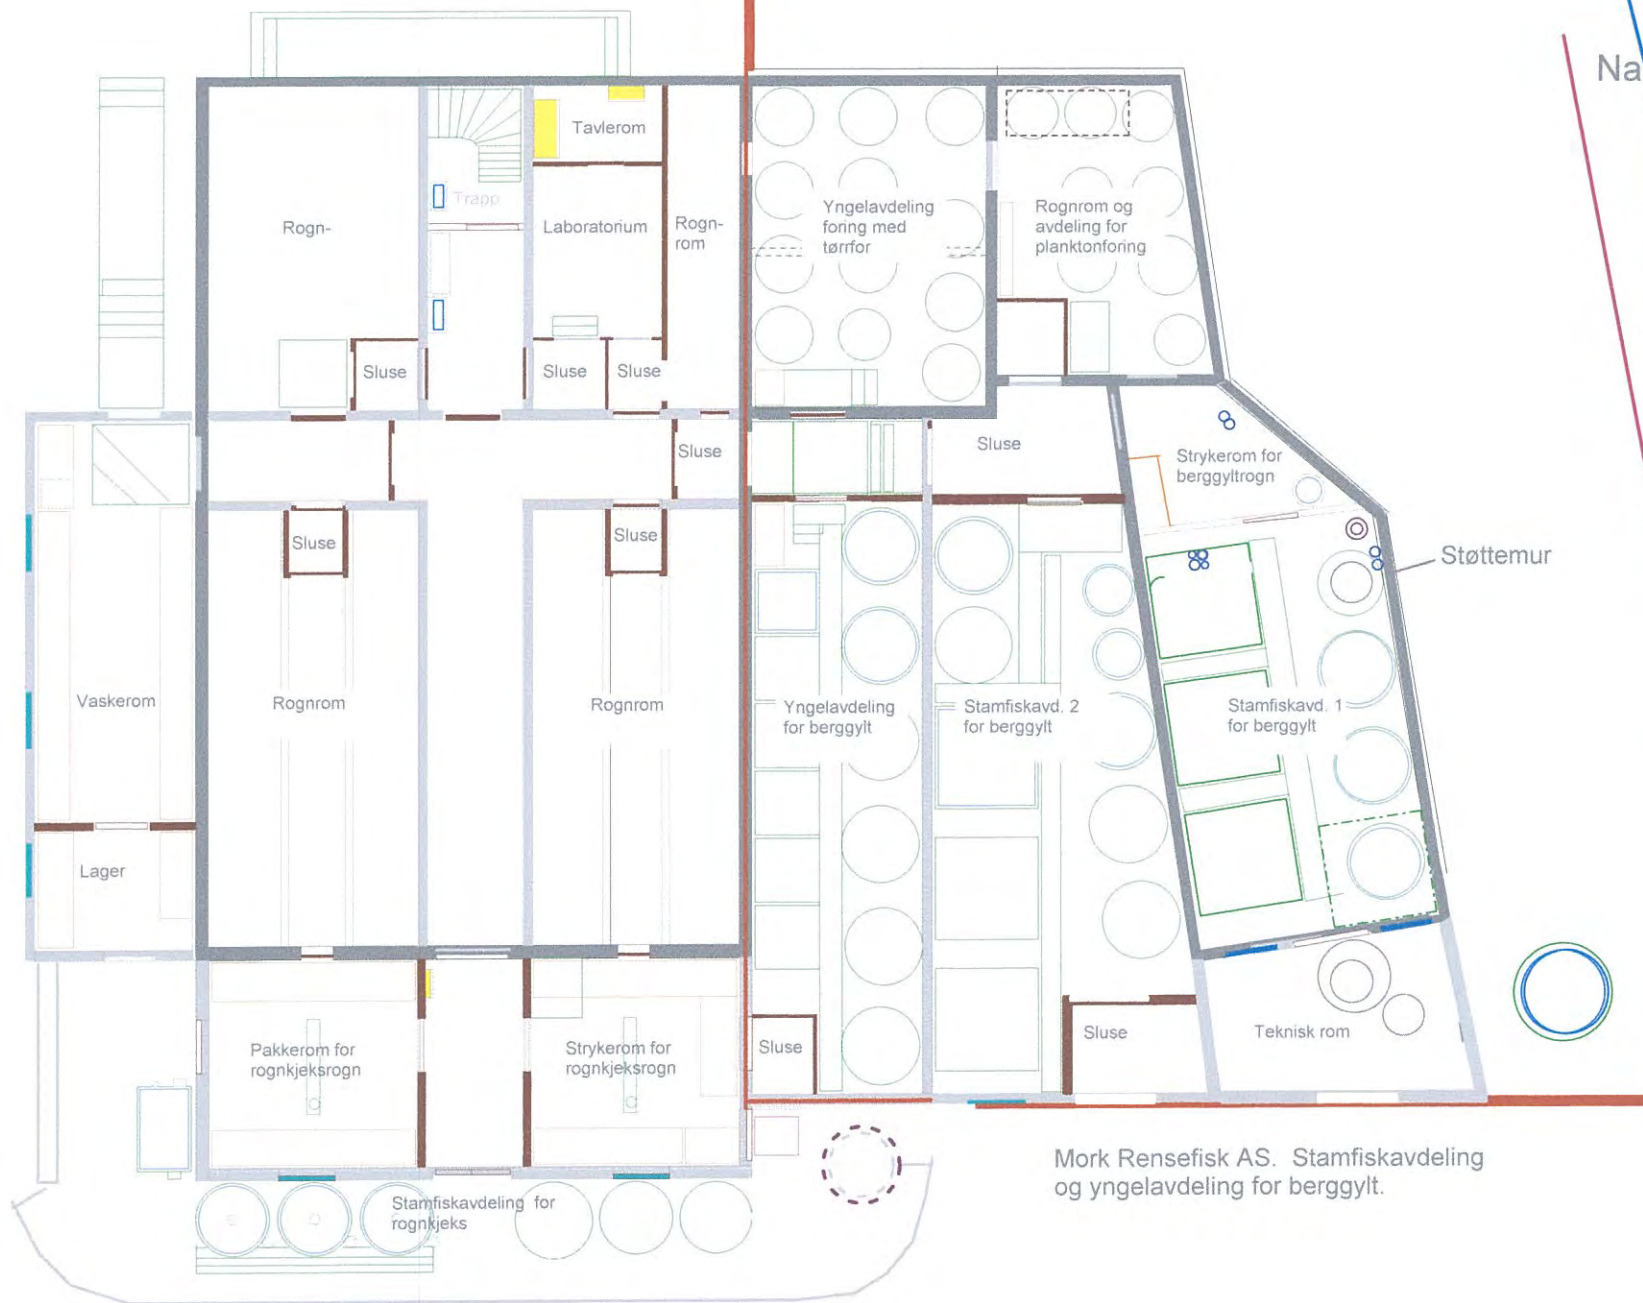 Na
Tavlerom
Trapp
Rogn-
Laboratorium
Rogn-
rom
Yngelavdeling
foring med
tørrfor
Rognrom og
avdeling for
planktonforing
Sluse
Sluse
Sluse
Sluse
Sluse
Strykerom for
berggyltrogn
Sluse
Sluse
Støttemur
Vaskerom
Rognrom
Rognrom
Yngelavdeling
for berggylt
Stamfiskavd. 2
for berggylt
Stamfiskavd. 1
for berggylt
Lager
Pakkerom for
rognkjeksrogn
Strykerom for
rognkjeksrogn
Sluse
Sluse
Teknisk rom
Stamfiskavdeling for
rognkjeks
Mork Rensefisk AS. Stamfiskavdeling
og yngelavdeling for berggylt.